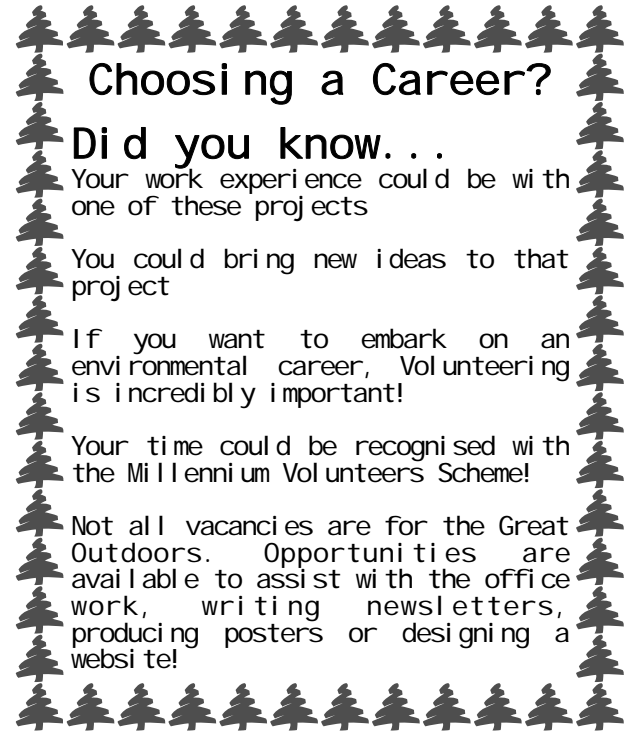 Choosing a Career?
Did you know...
Your work experience could be with
one of these projects
You could bring new ideas to that
project
If you want to embark on an
environmental career, Volunteering
is incredibly important!
Your time could be recognised with
the Millennium Volunteers Scheme!
Not all vacancies are for the Great
Outdoors. Opportunities are
available to assist with the office
work, writing newsletters,
producing posters or designing a
website!